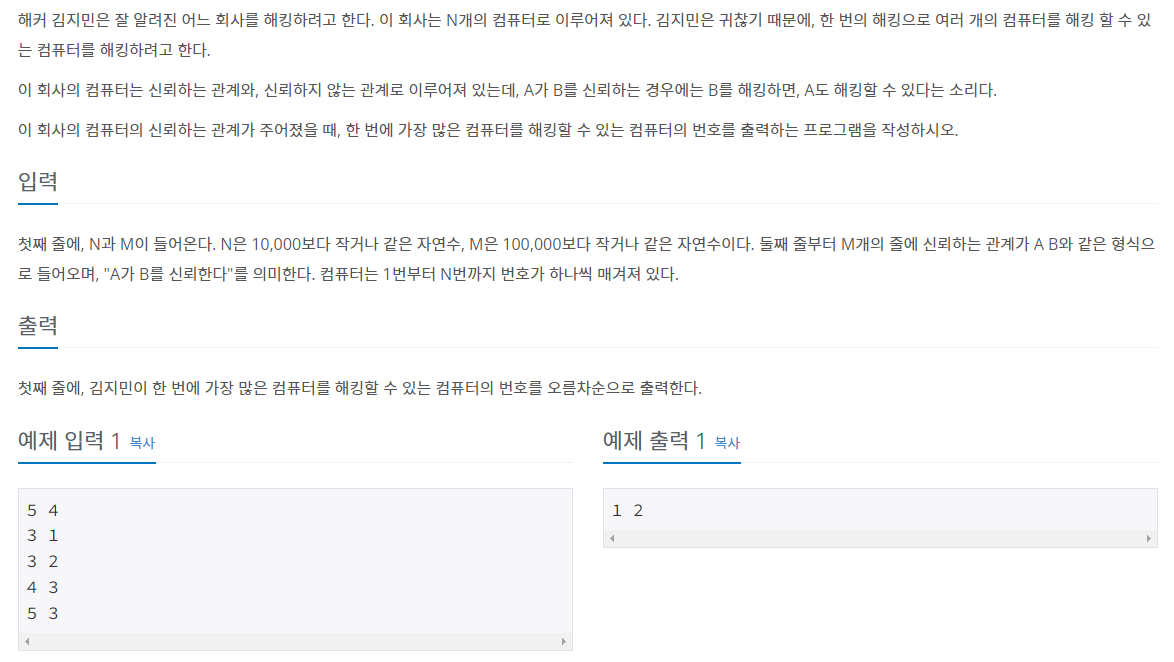 해커 김지민은 잘 알려진 어느 회사를 해킹하려고 한다. 이 회사는 N개의 컴퓨터로 이루어져 있다. 김지민은 귀찮기 때문에, 한 번의 해킹으로 여러 개의 컴퓨터를 해킹 할 수 있
는 컴퓨터를 해킹하려고 한다.
이 회사의 컴퓨터는 신뢰하는 관계와, 신뢰하지 않는 관계로 이루어져 있는데, A가 B를 신뢰하는 경우에는 B를 해킹하면, A도 해킹할 수 있다는 소리다.
이 회사의 컴퓨터의 신뢰하는 관계가 주어졌을 때, 한 번에 가장 많은 컴퓨터를 해킹할 수 있는 컴퓨터의 번호를 출력하는 프로그램을 작성하시오.
입력
첫째 줄에, N과 M이 들어온다. N은 10,000보다 작거나 같은 자연수, M은 100,000보다 작거나 같은 자연수이다. 둘째 줄부터 M개의 줄에 신뢰하는 관계가 A B와 같은 형식으
로 들어오며, "A가 B를 신뢰한다"를 의미한다. 컴퓨터는 1번부터 N번까지 번호가 하나씩 매겨져 있다.
출력
첫째 줄에, 김지민이 한 번에 가장 많은 컴퓨터를 해킹할 수 있는 컴퓨터의 번호를 오름차순으로 출력한다.
예제 입력 1 복사
5 4
3 1
3 2
4 3
5 3
예제 출력 1 복사
1 2